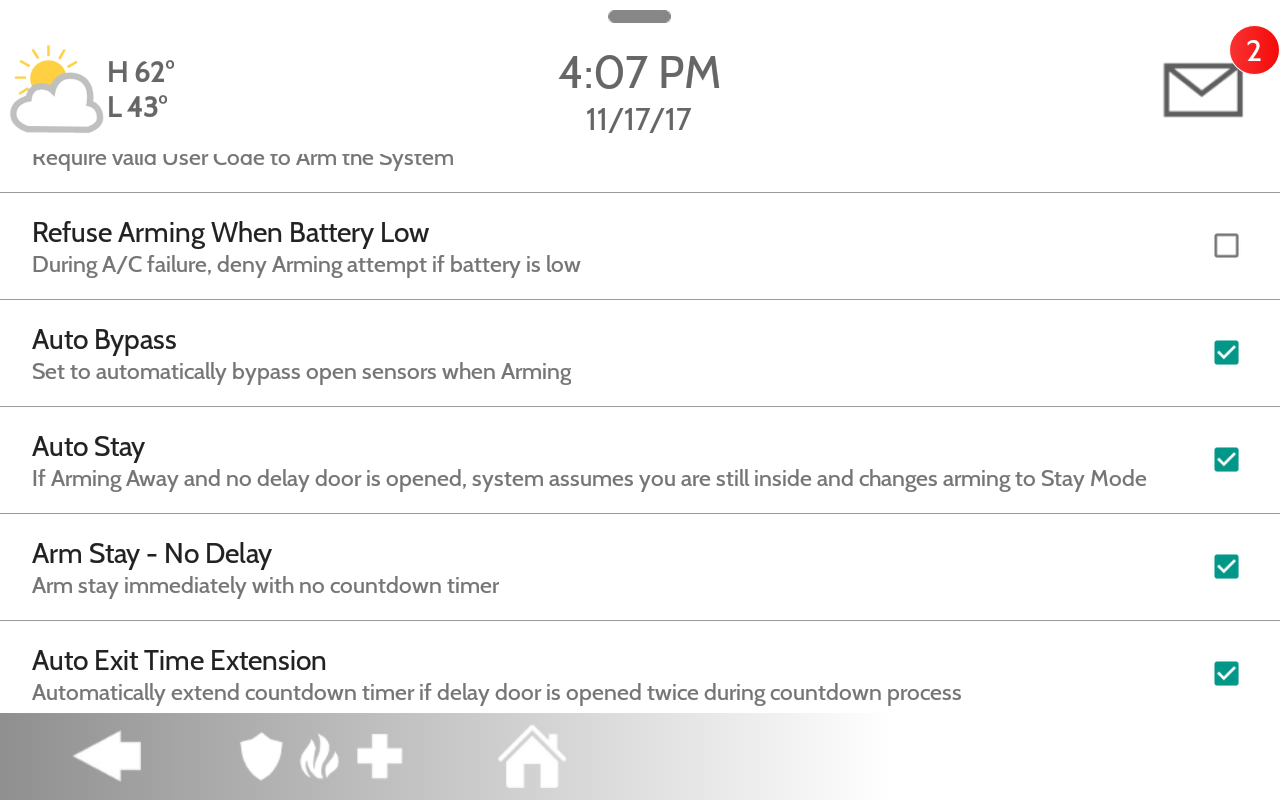 2
H 62°
4:07 PM
L 43°
11/17/17
Require valid User Code to Arm the System
Refuse Arming When Battery Low
During A/C failure, deny Arming attempt if battery is low
Auto Bypass
Set to automatically bypass open sensors when Arming
Auto Stay
If Arming Away and no delay door is opened, system assumes you are still inside and changes arming to Stay Mode
Arm Stay - No Delay
Arm stay immediately with no countdown timer
Auto Exit Time Extension
Automatically extend countdown timer if delay door is opened twice during countdown process